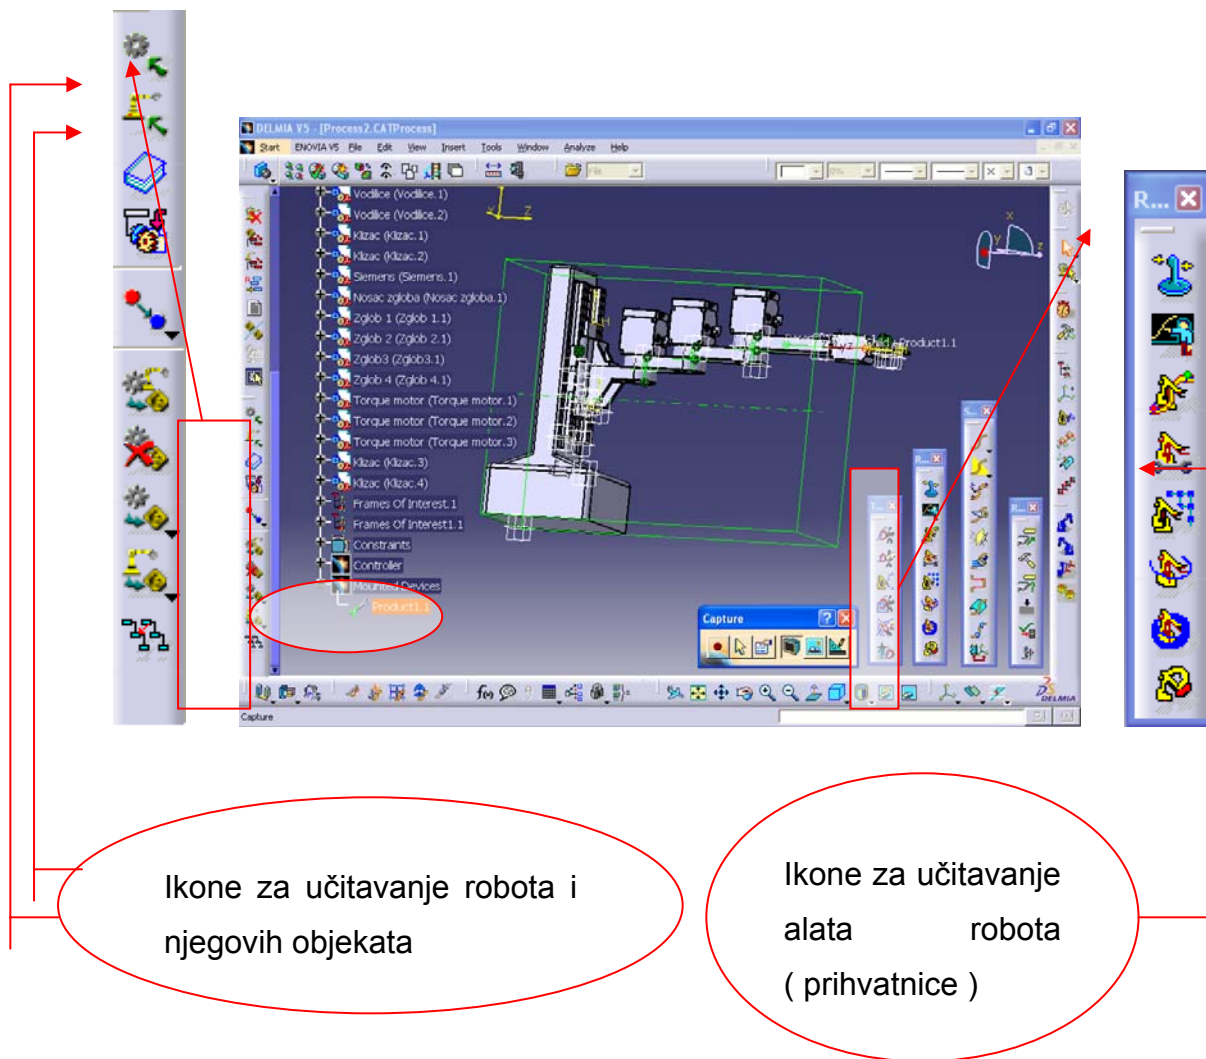 DELMIA V5 - [Process2.CATProcess]
Start ENOVIA V5 File Edit View Insert Tools Window Analyze Help
File
R...
Vodilice (Vodilice.1)
Vodilice (Vodilice.2)
Klizac (Klizac.1)
Klizac (Klizac.2)
Siemens (Siemens.1)
Nosac zgloba (Nosac zgloba.1)
Zglob 1 (Zglob 1.1)
Zglob 2 (Zglob 2.1)
Zglob3 (Zglob3.1)
Zglob 4 (Zglob 4.1)
Torque motor (Torque motor.1)
Torque motor (Torque motor.2)
Torque motor (Torque motor.3)
Klizac (Klizac.3)
Klizac (Klizac.4)
Frames Of Interest.1
Frames Of Interest1.1
Constraints
Controller
Mounted Devices
Product1.1
Product1.1
S...
R...
T...
R...
Capture
f(x)
DELMIA
Capture
Ikone za učitavanje robota i
njegovih objekata
Ikone za učitavanje
alata robota
( prihvatnice )